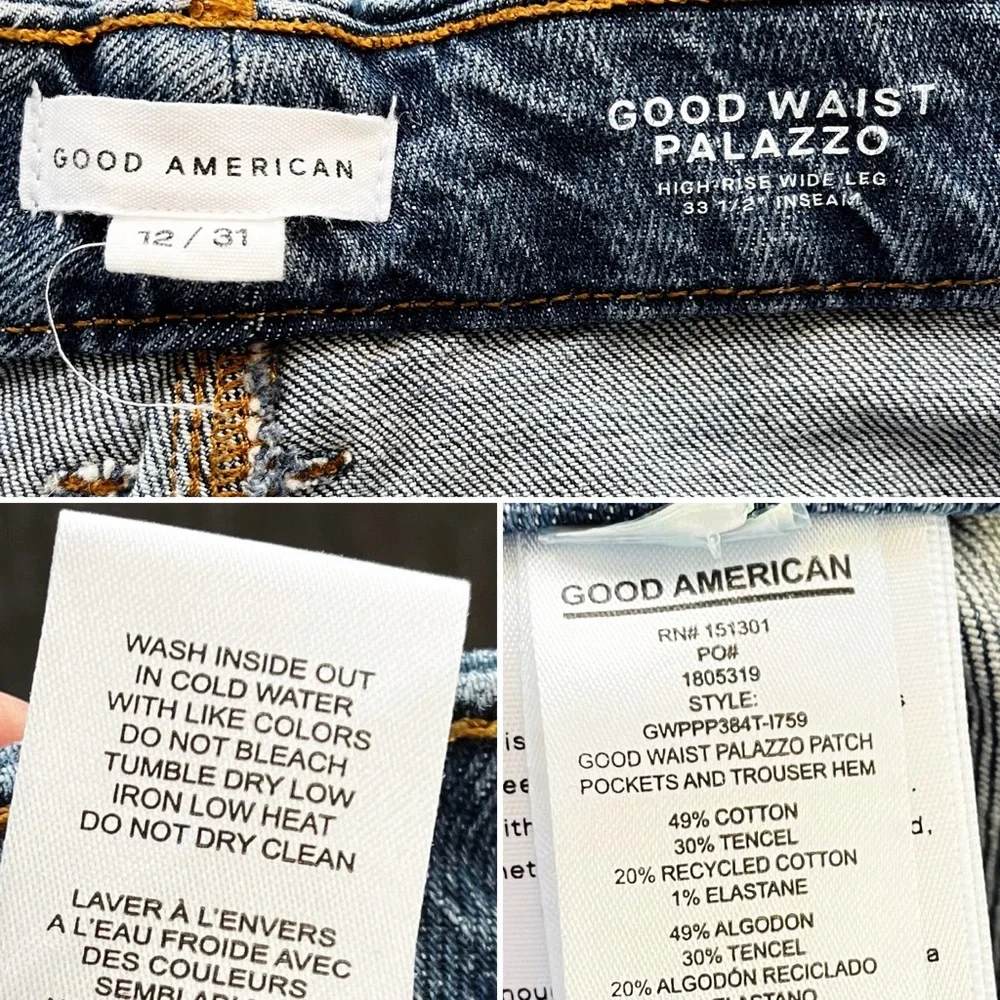 GOOD AMERICAN
12 / 31
GOOD WAIST
PALAZZO
HIGH-RISE WIDE LEG
33 1/2" INSEAM
WASH INSIDE OUT
IN COLD WATER
WITH LIKE COLORS
DO NOT BLEACH
TUMBLE DRY LOW
IRON LOW HEAT
DO NOT DRY CLEAN
LAVER À L'ENVERS
A L'EAU FROIDE AVEC
DES COULEURS
GOOD AMERICAN
RN# 151301
PO#
1805319
STYLE:
GWPPP384T-I759
GOOD WAIST PALAZZO PATCH
POCKETS AND TROUSER HEM
49% COTTON
30% TENCEL
20% RECYCLED COTTON
1% ELASTANE
49% ALGODON
30% TENCEL
20% ALGODÓN RECICLADO
ELASTANO